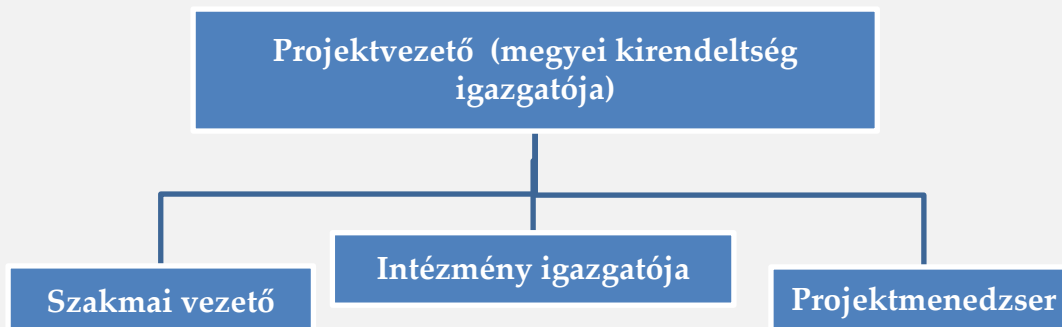 Projektvezető (megyei kirendeltség
igazgatója)
Intézmény igazgatója
Szakmai vezető
Projektmenedzser